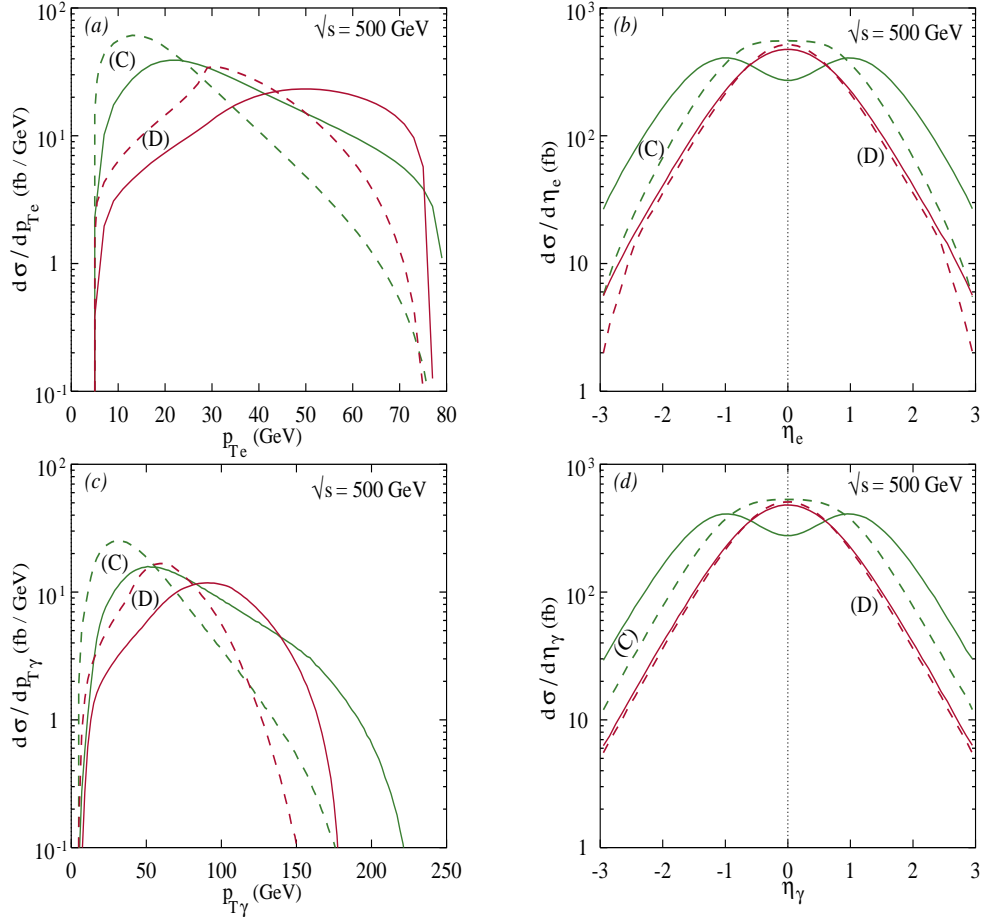 (a) √s = 500 GeV
(C)
(D)
dσ / dp_Te (fb / GeV)
10^2
10^1
1
10^-1
0 10 20 30 40 50 60 70 80
p_Te (GeV)
(b) √s = 500 GeV
(C)
(D)
dσ / dη_e (fb)
10^3
10^2
10
1
-3 -2 -1 0 1 2 3
η_e
(c) √s = 500 GeV
(C)
(D)
dσ / dp_Tγ (fb / GeV)
10^2
10^1
1
10^-1
0 50 100 150 200 250
p_Tγ (GeV)
(d) √s = 500 GeV
(C)
(D)
dσ / dη_γ (fb)
10^3
10^2
10
1
-3 -2 -1 0 1 2 3
η_γ